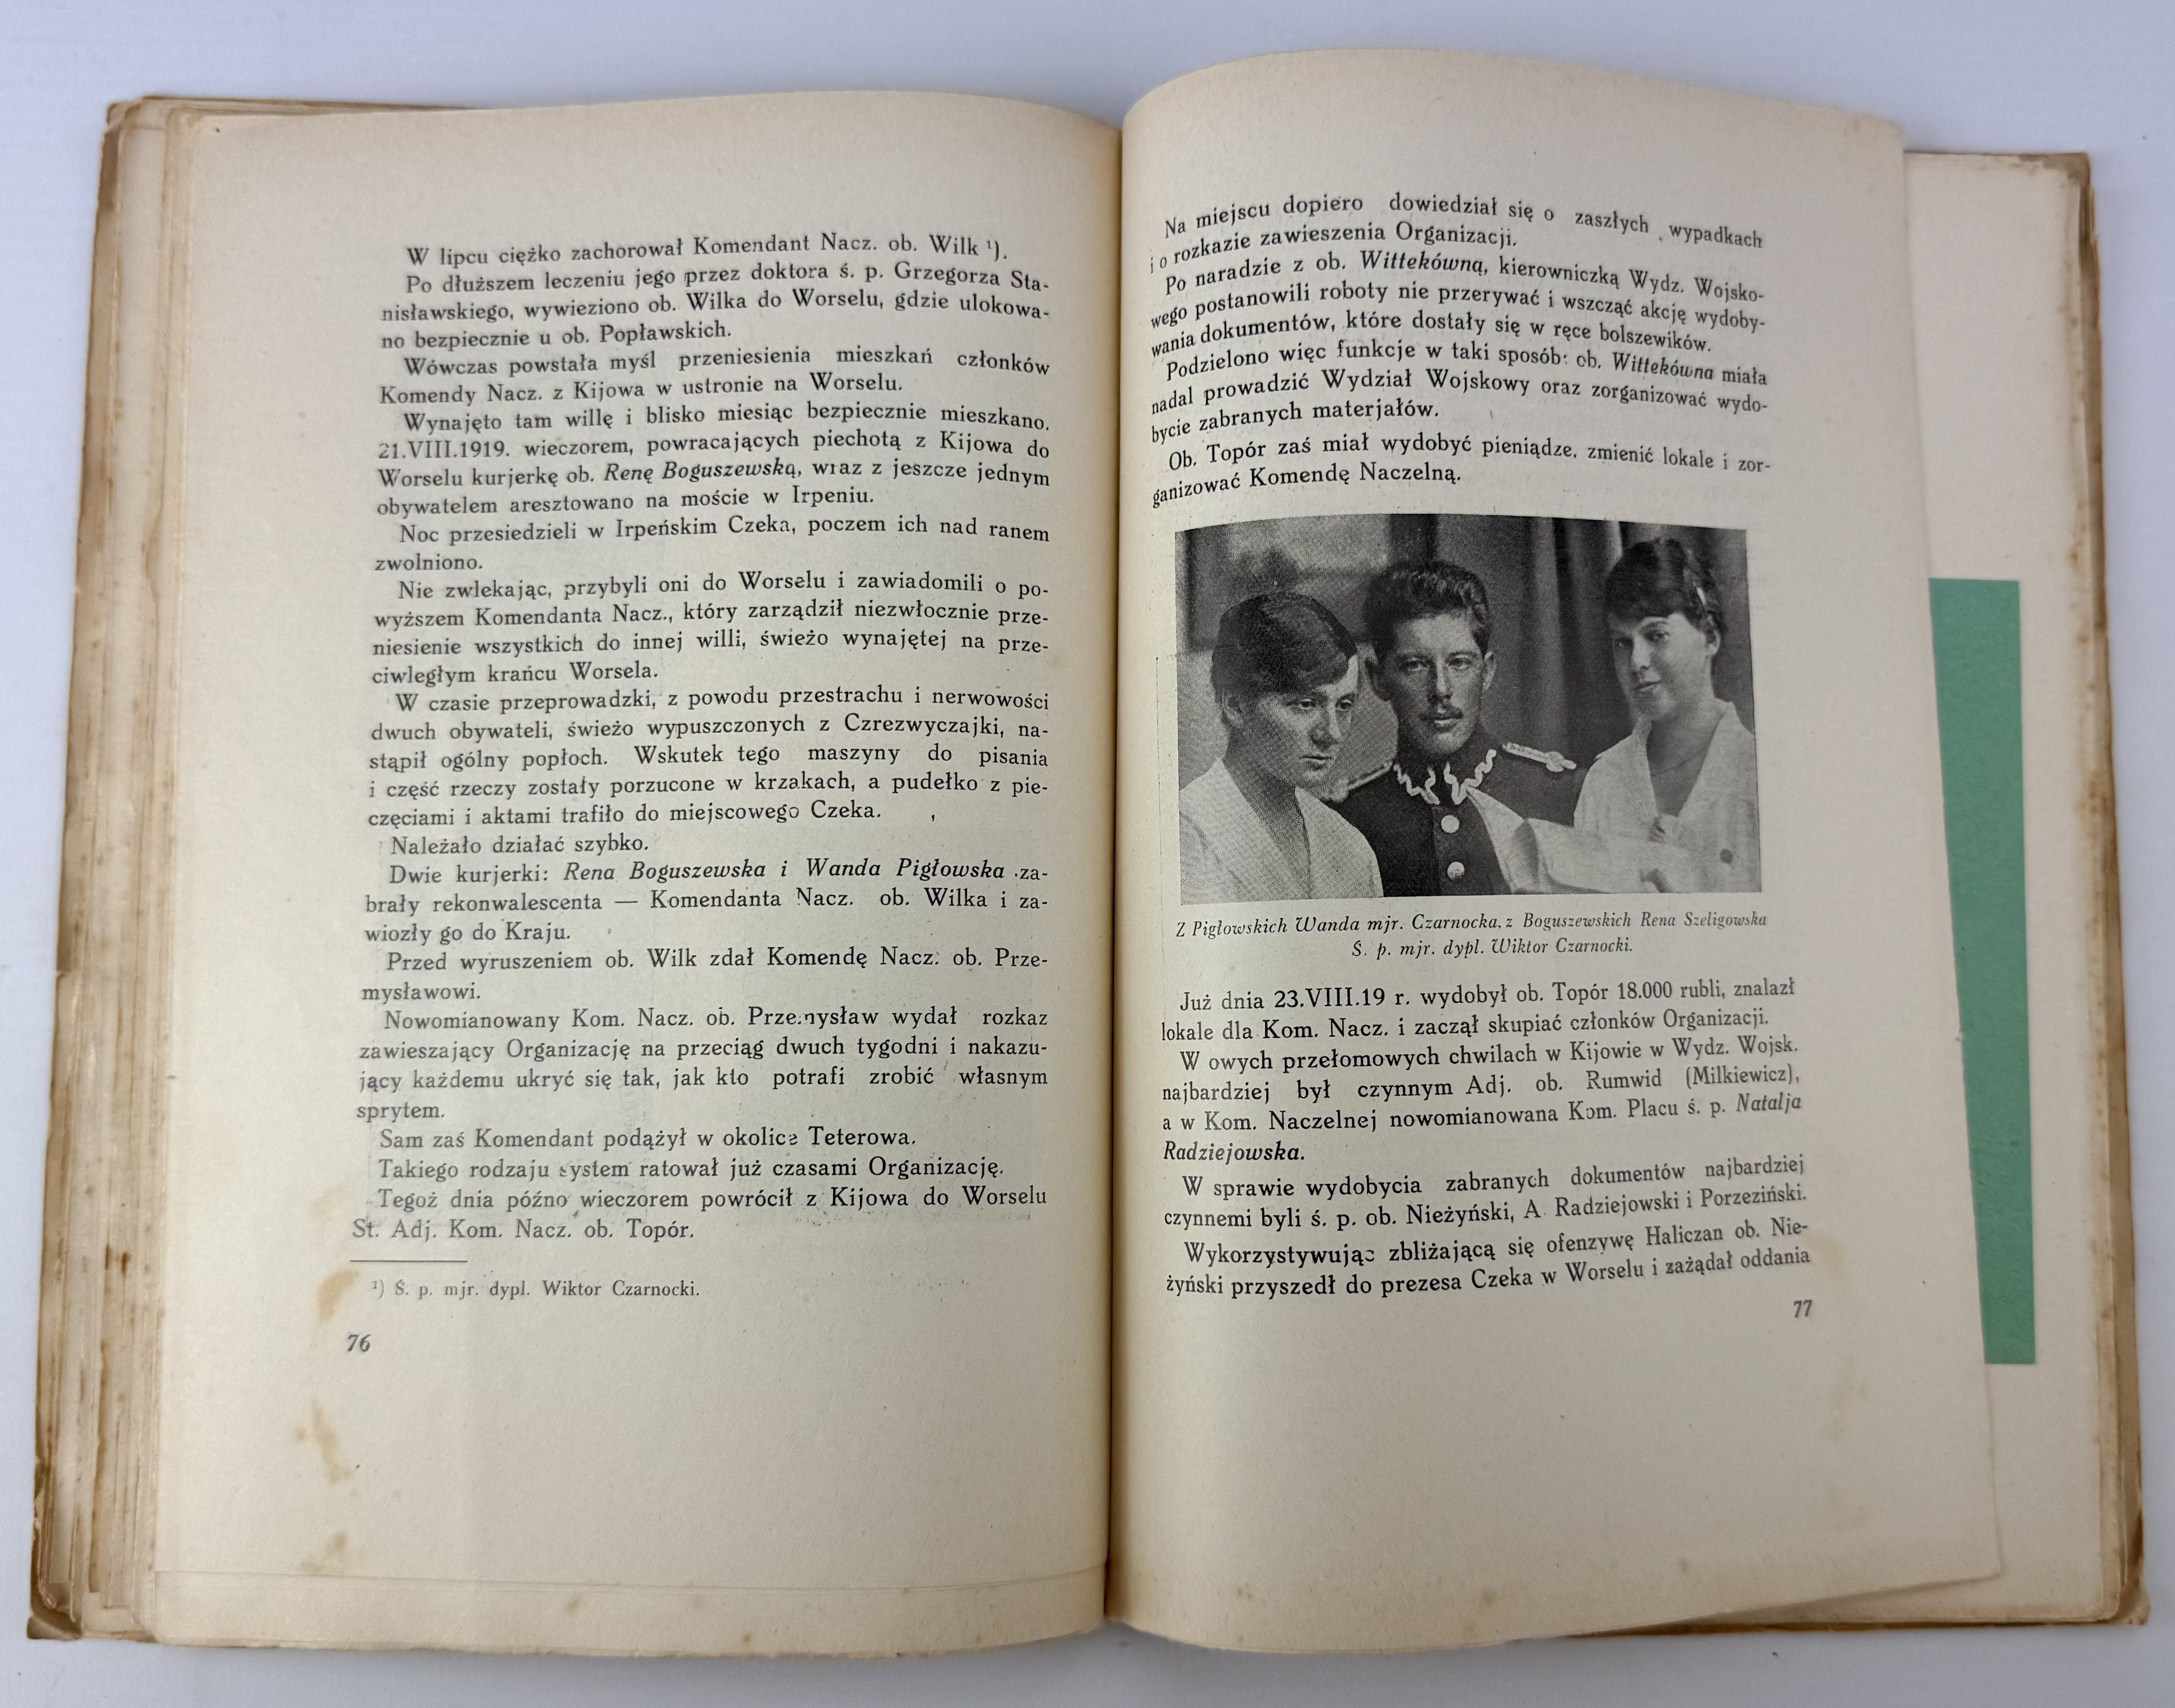 W lipcu ciężko zachorował Komendant Nacz. ob. Wilk ¹).
Po dłuższem leczeniu jego przez doktora ś. p. Grzegorza Sta-
nisławskiego, wywieziono ob. Wilka do Worselu, gdzie ulokowa-
no bezpiecznie u ob. Popławskich.
Wówczas powstała myśl przeniesienia mieszkań członków
Komendy Nacz. z Kijowa w ustronie na Worselu.
Wynajęto tam willę i blisko miesiąc bezpiecznie mieszkano.
21.VIII.1919. wieczorem, powracających piechotą z Kijowa do
Worselu kurjerkę ob. Renę Boguszewską, wraz z jeszcze jednym
obywatelem aresztowano na moście w Irpeniu.
Noc przesiedzieli w Irpeńskim Czeka, poczem ich nad ranem
zwolniono.
Nie zwlekając, przybyli oni do Worselu i zawiadomili o po-
wyższem Komendanta Nacz., który zarządził niezwłocznie prze-
niesienie wszystkich do innej willi, świeżo wynajętej na prze-
ciwległym krańcu Worsela.
W czasie przeprowadzki, z powodu przestrachu i nerwowości
dwuch obywateli, świeżo wypuszczonych z Czrezwyczajki, na-
stąpił ogólny popłoch. Wskutek tego maszyny do pisania
i część rzeczy zostały porzucone w krzakach, a pudełko z pie-
częciami i aktami trafiło do miejscowego Czeka.
Należało działać szybko.
Dwie kurjerki: Rena Boguszewska i Wanda Pigłowska za-
brały rekonwalescenta — Komendanta Nacz. ob. Wilka i za-
wiozły go do Kraju.
Przed wyruszeniem ob. Wilk zdał Komendę Nacz. ob. Prze-
mysławowi.
Nowomianowany Kom. Nacz. ob. Przemysław wydał rozkaz
zawieszający Organizację na przeciąg dwuch tygodni i nakazu-
jący każdemu ukryć się tak, jak kto potrafi zrobić własnym
sprytem.
Sam zaś Komendant podążył w okolice Teterowa.
Takiego rodzaju system ratował już czasami Organizację.
Tegoż dnia późno wieczorem powrócił z Kijowa do Worselu
St. Adj. Kom. Nacz. ob. Topór.
¹) Ś. p. mjr. dypl. Wiktor Czarnocki.
76
Na miejscu dopiero dowiedział się o zaszłych wypadkach
i o rozkazie zawieszenia Organizacji.
Po naradzie z ob. Wittekówną, kierowniczką Wydz. Wojsko-
wego postanowili roboty nie przerywać i wszcząć akcję wydoby-
wania dokumentów, które dostały się w ręce bolszewików.
Podzielono więc funkcje w taki sposób: ob. Wittekówna miała
nadal prowadzić Wydział Wojskowy oraz zorganizować wydo-
bycie zabranych materjałów.
Ob. Topór zaś miał wydobyć pieniądze, zmienić lokale i zor-
ganizować Komendę Naczelną.
Z Pigłowskich Wanda mjr. Czarnocka, z Boguszewskich Rena Szeligowska
Ś. p. mjr. dypl. Wiktor Czarnocki.
Już dnia 23.VIII.19 r. wydobył ob. Topór 18.000 rubli, znalazł
lokale dla Kom. Nacz. i zaczął skupiać członków Organizacji.
W owych przełomowych chwilach w Kijowie w Wydz. Wojsk.
najbardziej był czynnym Adj. ob. Rumwid (Milkiewicz),
a w Kom. Naczelnej nowomianowana Kom. Placu ś. p. Natalja
Radziejowska.
W sprawie wydobycia zabranych dokumentów najbardziej
czynnemi byli ś. p. ob. Nieżyński, A. Radziejowski i Porzeziński.
Wykorzystywując zbliżającą się ofenzywę Haliczan ob. Nie-
żyński przyszedł do prezesa Czeka w Worselu i zażądał oddania
77